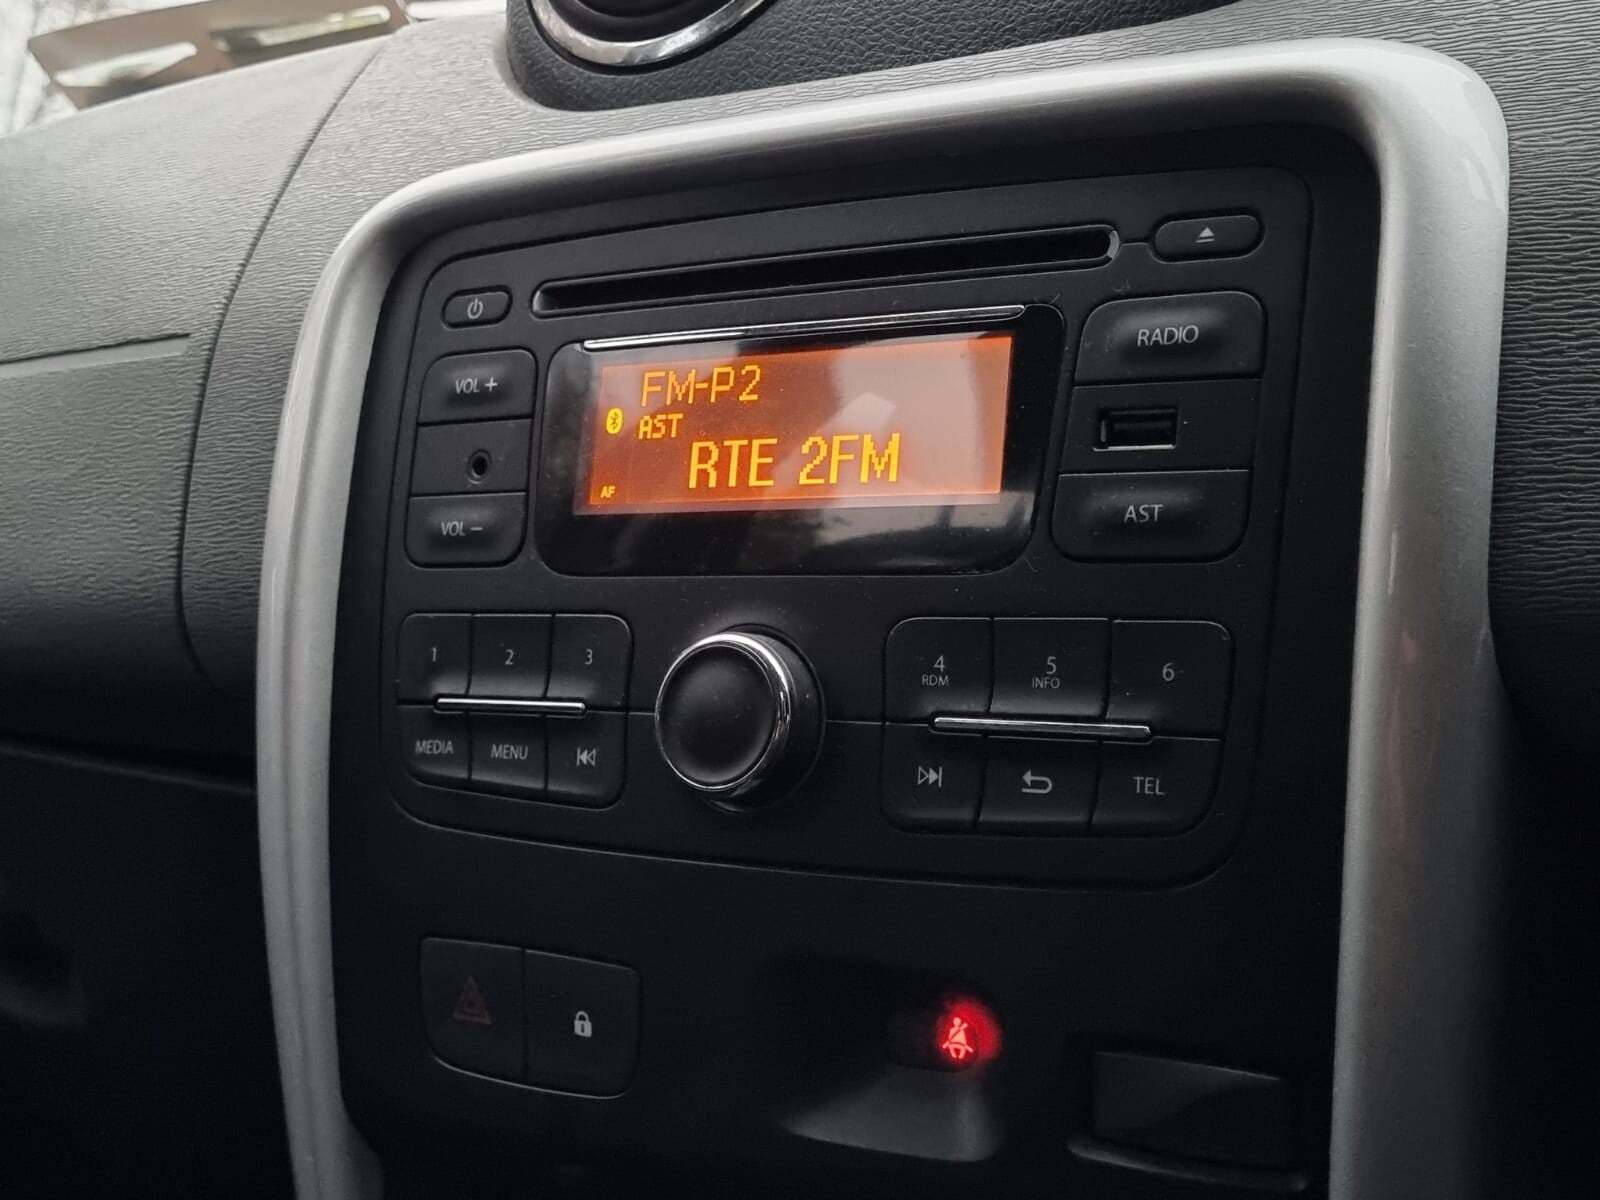 RADIO
VOL +
FM-P2
AST
RTE 2FM
AF
AST
VOL -
1
2
3
4
RDM
5
INFO
6
MEDIA
MENU
TEL